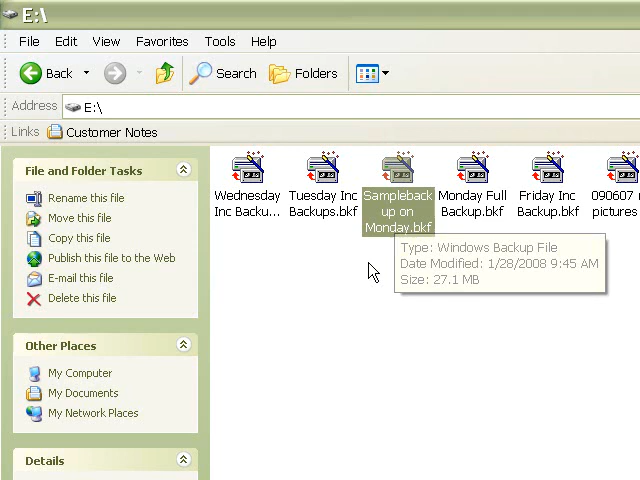 E:\
File Edit View Favorites Tools Help
Back Search Folders
Address E:\
Links Customer Notes
File and Folder Tasks
Rename this file
Move this file
Copy this file
Publish this file to the Web
E-mail this file
Delete this file
Other Places
My Computer
My Documents
My Network Places
Details
Wednesday
Inc Backu...
Tuesday Inc
Backups.bkf
Sampleback
up on
Monday.bkf
Monday Full
Backup.bkf
Friday Inc
Backup.bkf
090607
pictures
Type: Windows Backup File
Date Modified: 1/28/2008 9:45 AM
Size: 27.1 MB